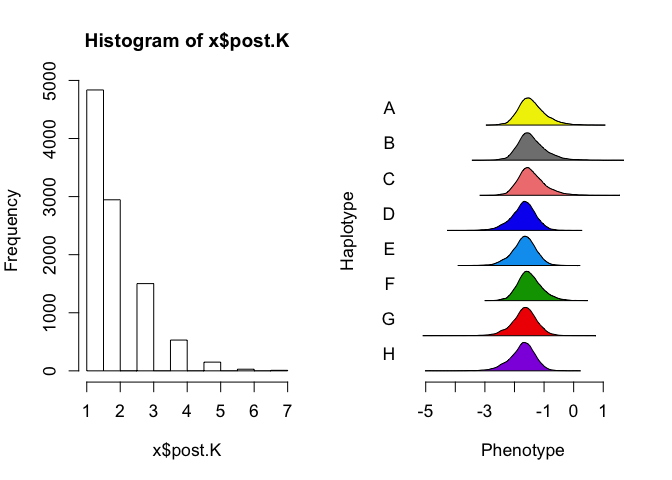 Histogram of x$post.K
Frequency
0
1000
2000
3000
4000
5000
1 2 3 4 5 6 7
x$post.K
Haplotype
A
B
C
D
E
F
G
H
-5 -3 -1 0 1
Phenotype